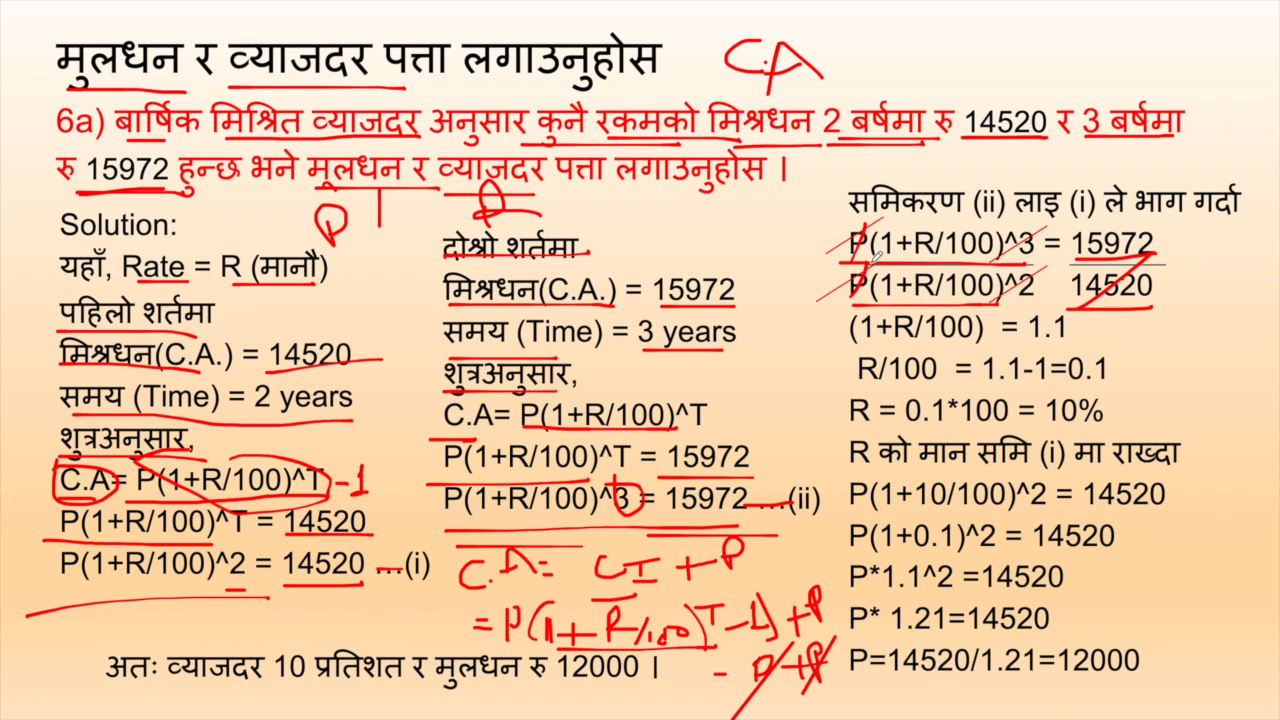 मुलधन र व्याजदर पत्ता लगाउनुहोस
C.A
6a) बार्षिक मिश्रित व्याजदर अनुसार कुनै रकमको मिश्रधन 2 बर्षमा रु 14520 र 3 बर्षमा
रु 15972 हुन्छ भने मूलधन र व्याजदर पत्ता लगाउनुहोस ।
P
R
Solution:
यहाँ, Rate = R (मानौ)
पहिलो शर्तमा
मिश्रधन(C.A.) = 14520
समय (Time) = 2 years
शुत्रअनुसार,
C.A= P(1+R/100)^T -1
P(1+R/100)^T = 14520
P(1+R/100)^2 = 14520 ...(i)
दोश्रो शर्तमा
मिश्रधन(C.A.) = 15972
समय (Time) = 3 years
शुत्रअनुसार,
C.A= P(1+R/100)^T
P(1+R/100)^T = 15972
P(1+R/100)^3 = 15972 ...(ii)
C.A= CI + P
= P(1+R/100)^T -1) + P
- P + P
समिकरण (ii) लाइ (i) ले भाग गर्दा
P(1+R/100)^3 = 15972
P(1+R/100)^2 14520
(1+R/100) = 1.1
R/100 = 1.1-1=0.1
R = 0.1*100 = 10%
R को मान समि (i) मा राख्दा
P(1+10/100)^2 = 14520
P(1+0.1)^2 = 14520
P*1.1^2 =14520
P* 1.21=14520
P=14520/1.21=12000
अतः व्याजदर 10 प्रतिशत र मुलधन रु 12000 ।